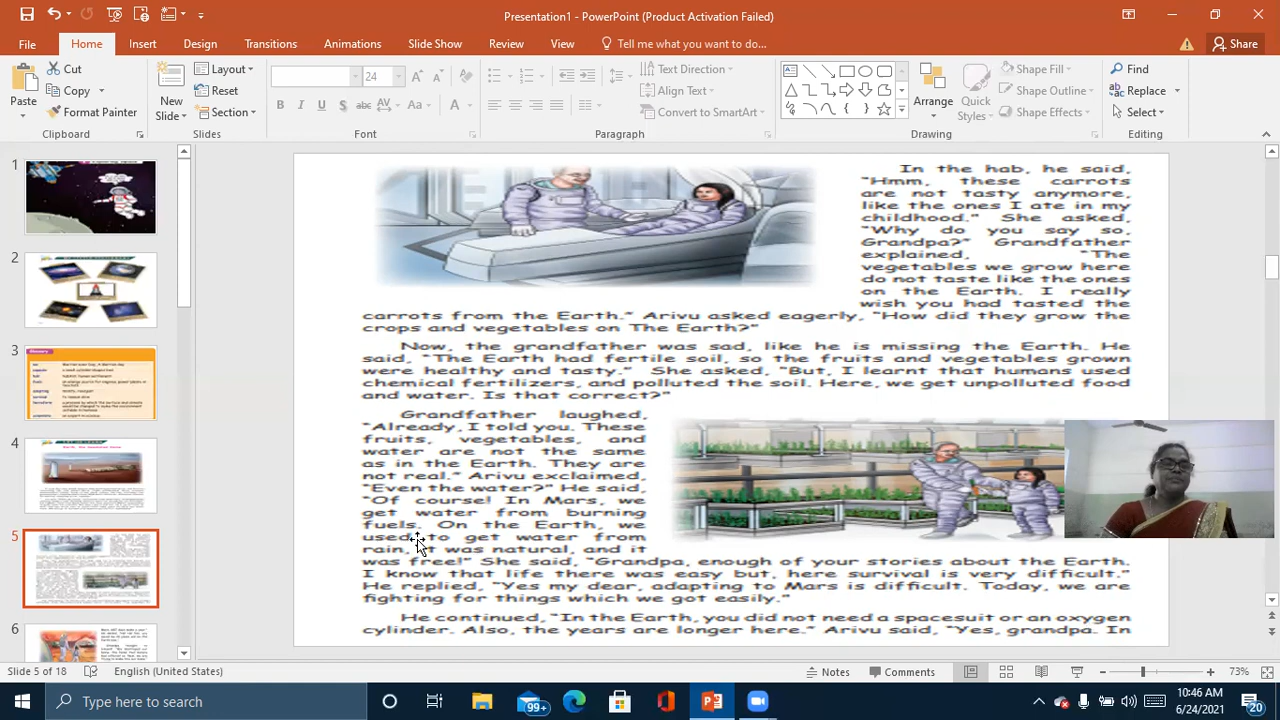 Presentation1 - PowerPoint (Product Activation Failed)
File Home Insert Design Transitions Animations Slide Show Review View Tell me what you want to do... Share
Paste Cut Copy Format Painter
New Slide Layout Reset Section
24
Text Direction Align Text Convert to SmartArt
Arrange Quick Styles Shape Fill Shape Outline Shape Effects
Find Replace Select
Clipboard Slides Font Paragraph Drawing Editing
1
2
3
4
5
6
In the hab, he said,
"Hmm, these carrots
are not tasty anymore,
like the ones I ate in my
childhood." She asked,
"Why do you say so,
Grandpa?" Grandfather
explained, "The
vegetables we grow here
do not taste like the ones
on the Earth. I really
wish you had tasted the
carrots from the Earth." Arivu asked eagerly, "How did they grow the
crops and vegetables on The Earth?"
Now, the grandfather was sad, like he is missing the Earth. He
said, "The Earth had fertile soil, so the fruits and vegetables grown
were healthy and tasty." She asked, "But, I learnt that humans used
chemical fertilizers, and polluted the soil. Here, we get unpolluted food
and water. Is that correct?"
Grandfather laughed,
"Already, I told you. These
fruits, vegetables, and
water are not the same
as in the Earth. They are
not real." Arivu exclaimed,
"Even the water?" He said,
"Of course! In Mars, we
get water from burning
fuels. On the Earth, we
used to get water from
rain, it was natural, and it
was free!" She said, "Grandpa, enough of your stories about the Earth.
I know that life there was easy but, here survival is very difficult."
He replied, "Yes my dear, adapting to Mars is difficult. Today, we are
fighting for things which we got easily."
He continued, "In the Earth, you did not need a spacesuit or an oxygen
cylinder. Also, the years are longer here." Arivu said, "Yes, grandpa. In
Slide 5 of 18 English (United States) Notes Comments 73%
Type here to search 99+ 10:46 AM
6/24/2021 20